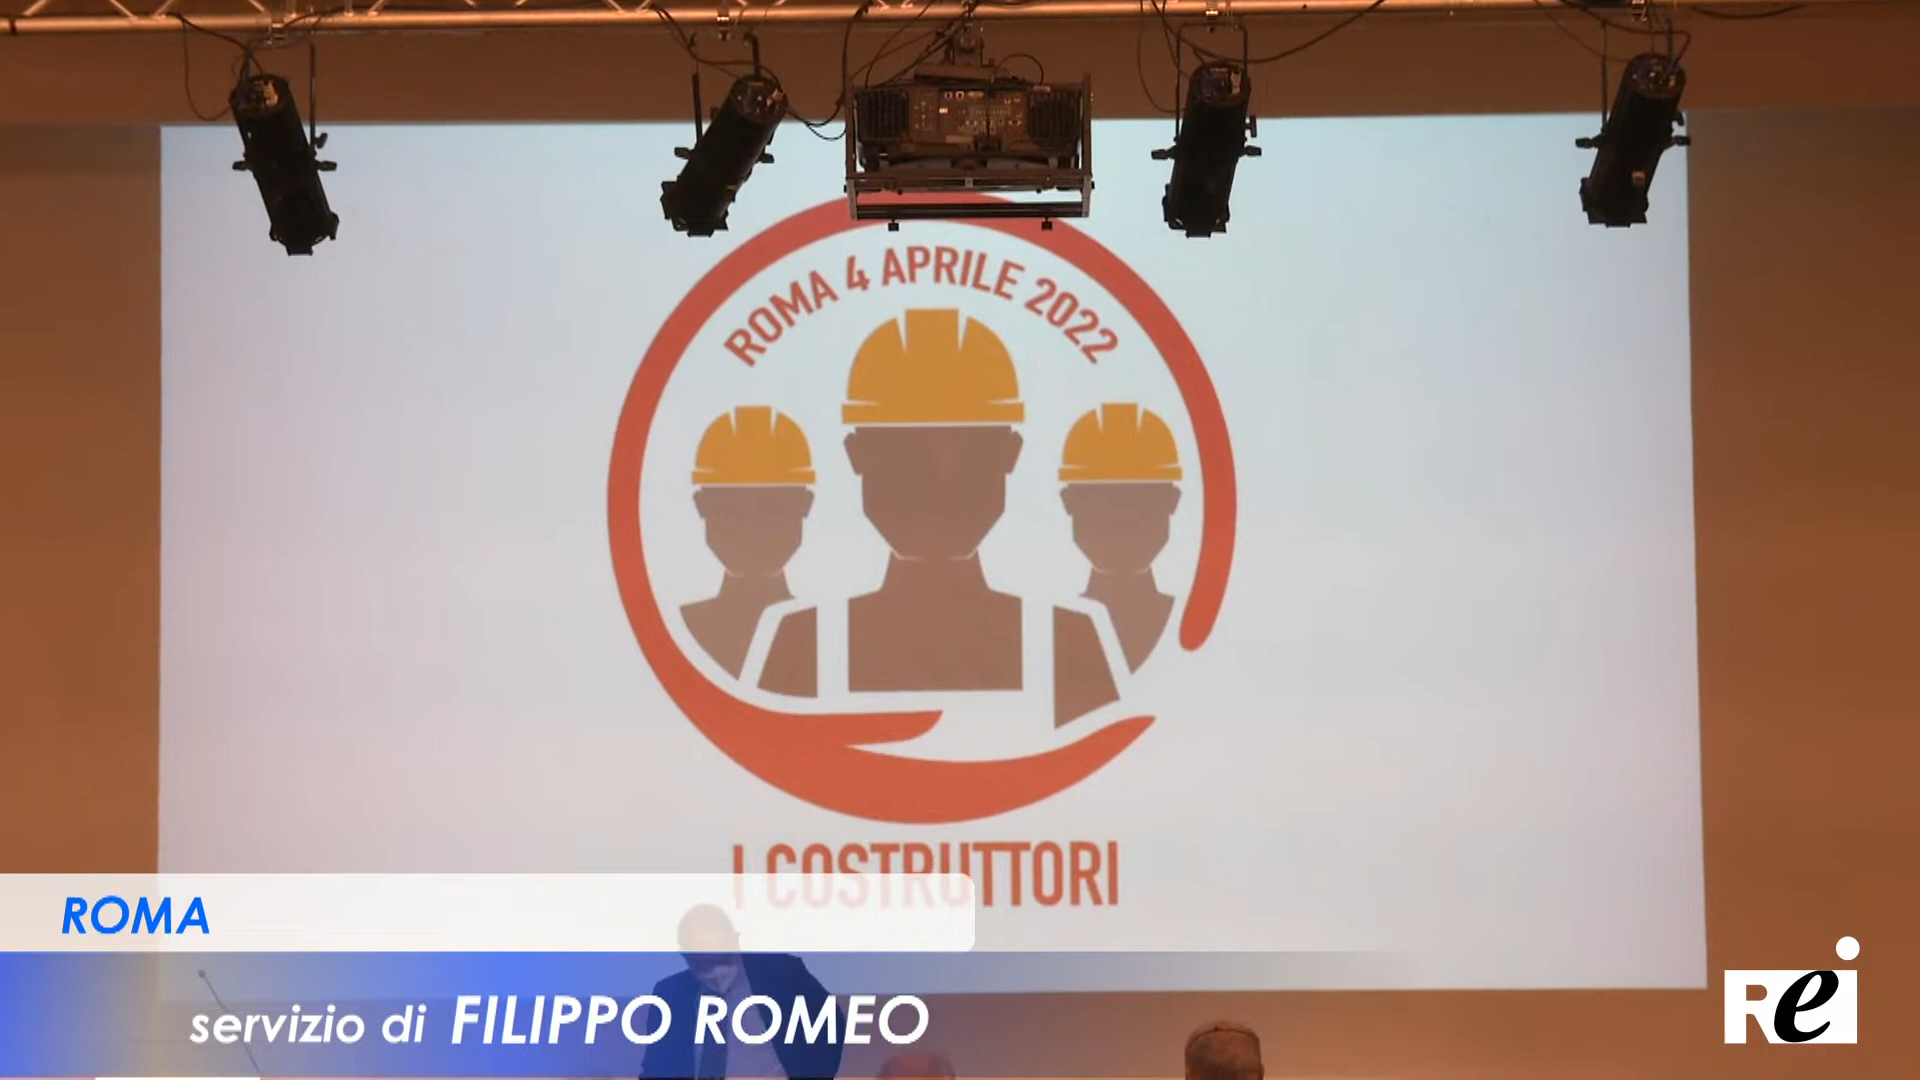 ROMA 4 APRILE 2022
I COSTRUTTORI
ROMA
servizio di FILIPPO ROMEO
Rei